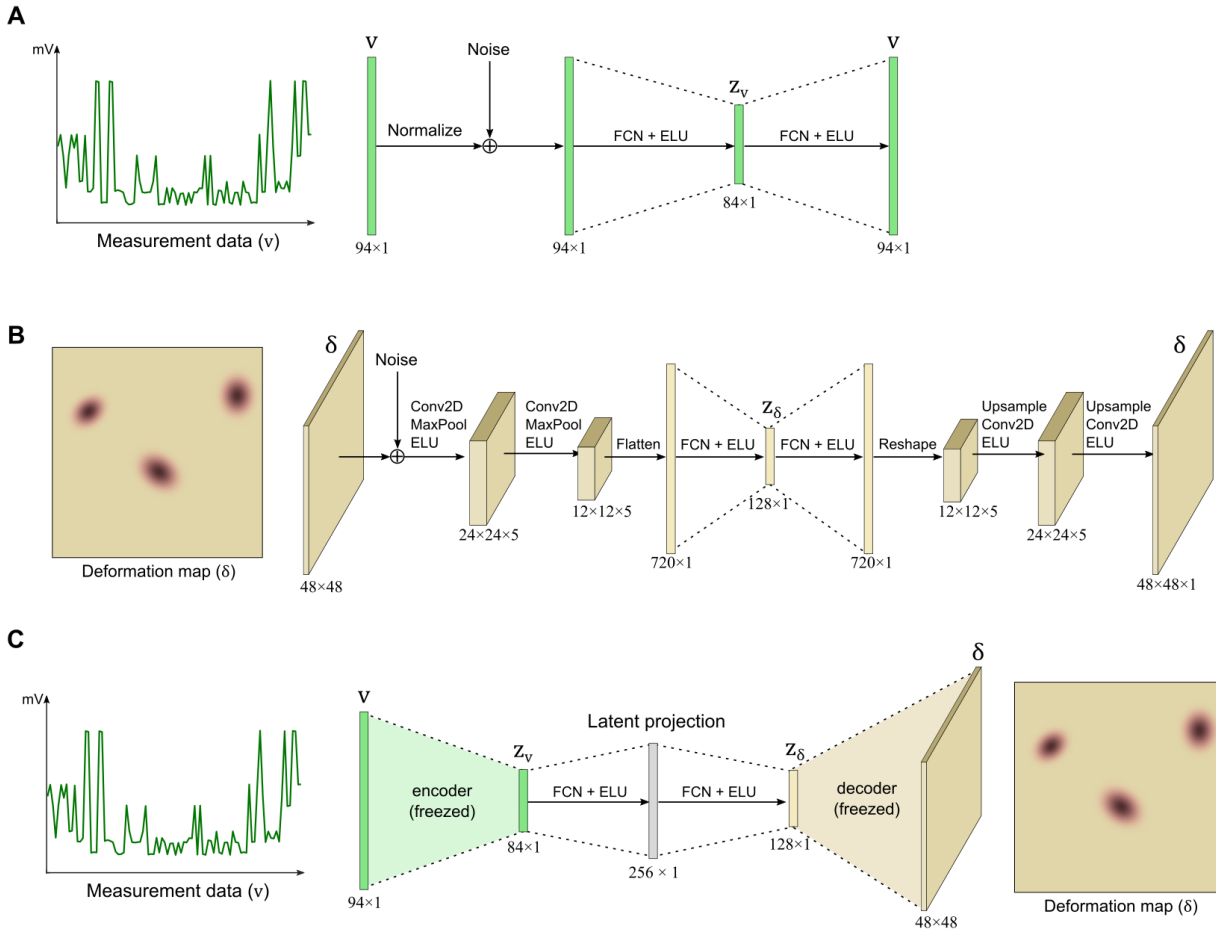 A
mV
Measurement data (v)
v
Normalize
94×1
Noise
94×1
FCN + ELU
z_v
84×1
FCN + ELU
v
94×1
B
Deformation map (δ)
δ
48×48
Noise
Conv2D
MaxPool
ELU
24×24×5
Conv2D
MaxPool
ELU
12×12×5
Flatten
720×1
FCN + ELU
z_δ
128×1
FCN + ELU
720×1
Reshape
12×12×5
Upsample
Conv2D
ELU
24×24×5
Upsample
Conv2D
ELU
δ
48×48×1
C
mV
Measurement data (v)
v
94×1
encoder
(freezed)
z_v
84×1
Latent projection
FCN + ELU
256 × 1
FCN + ELU
z_δ
128×1
decoder
(freezed)
δ
48×48
Deformation map (δ)